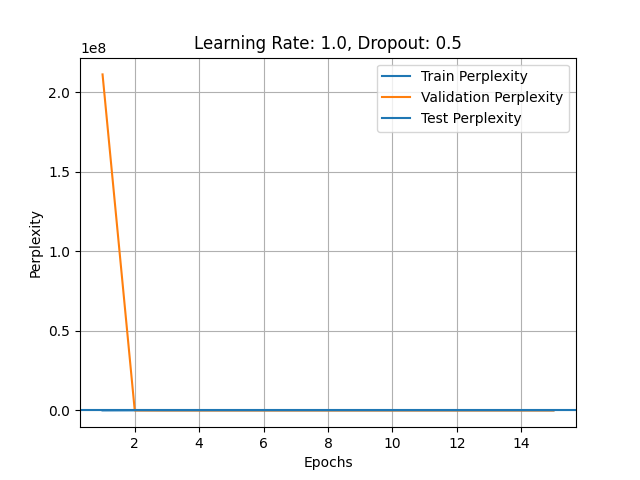 Learning Rate: 1.0, Dropout: 0.5
1e8
Train Perplexity
Validation Perplexity
Test Perplexity
2.0
1.5
1.0
0.5
0.0
Perplexity
2 4 6 8 10 12 14
Epochs